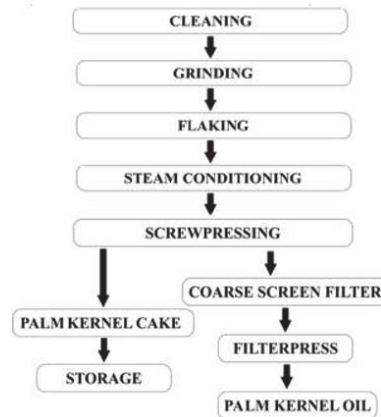 CLEANING
GRINDING
FLAKING
STEAM CONDITIONING
SCREWPRESSING
COARSE SCREEN FILTER
PALM KERNEL CAKE
FILTERPRESS
STORAGE
PALM KERNEL OIL